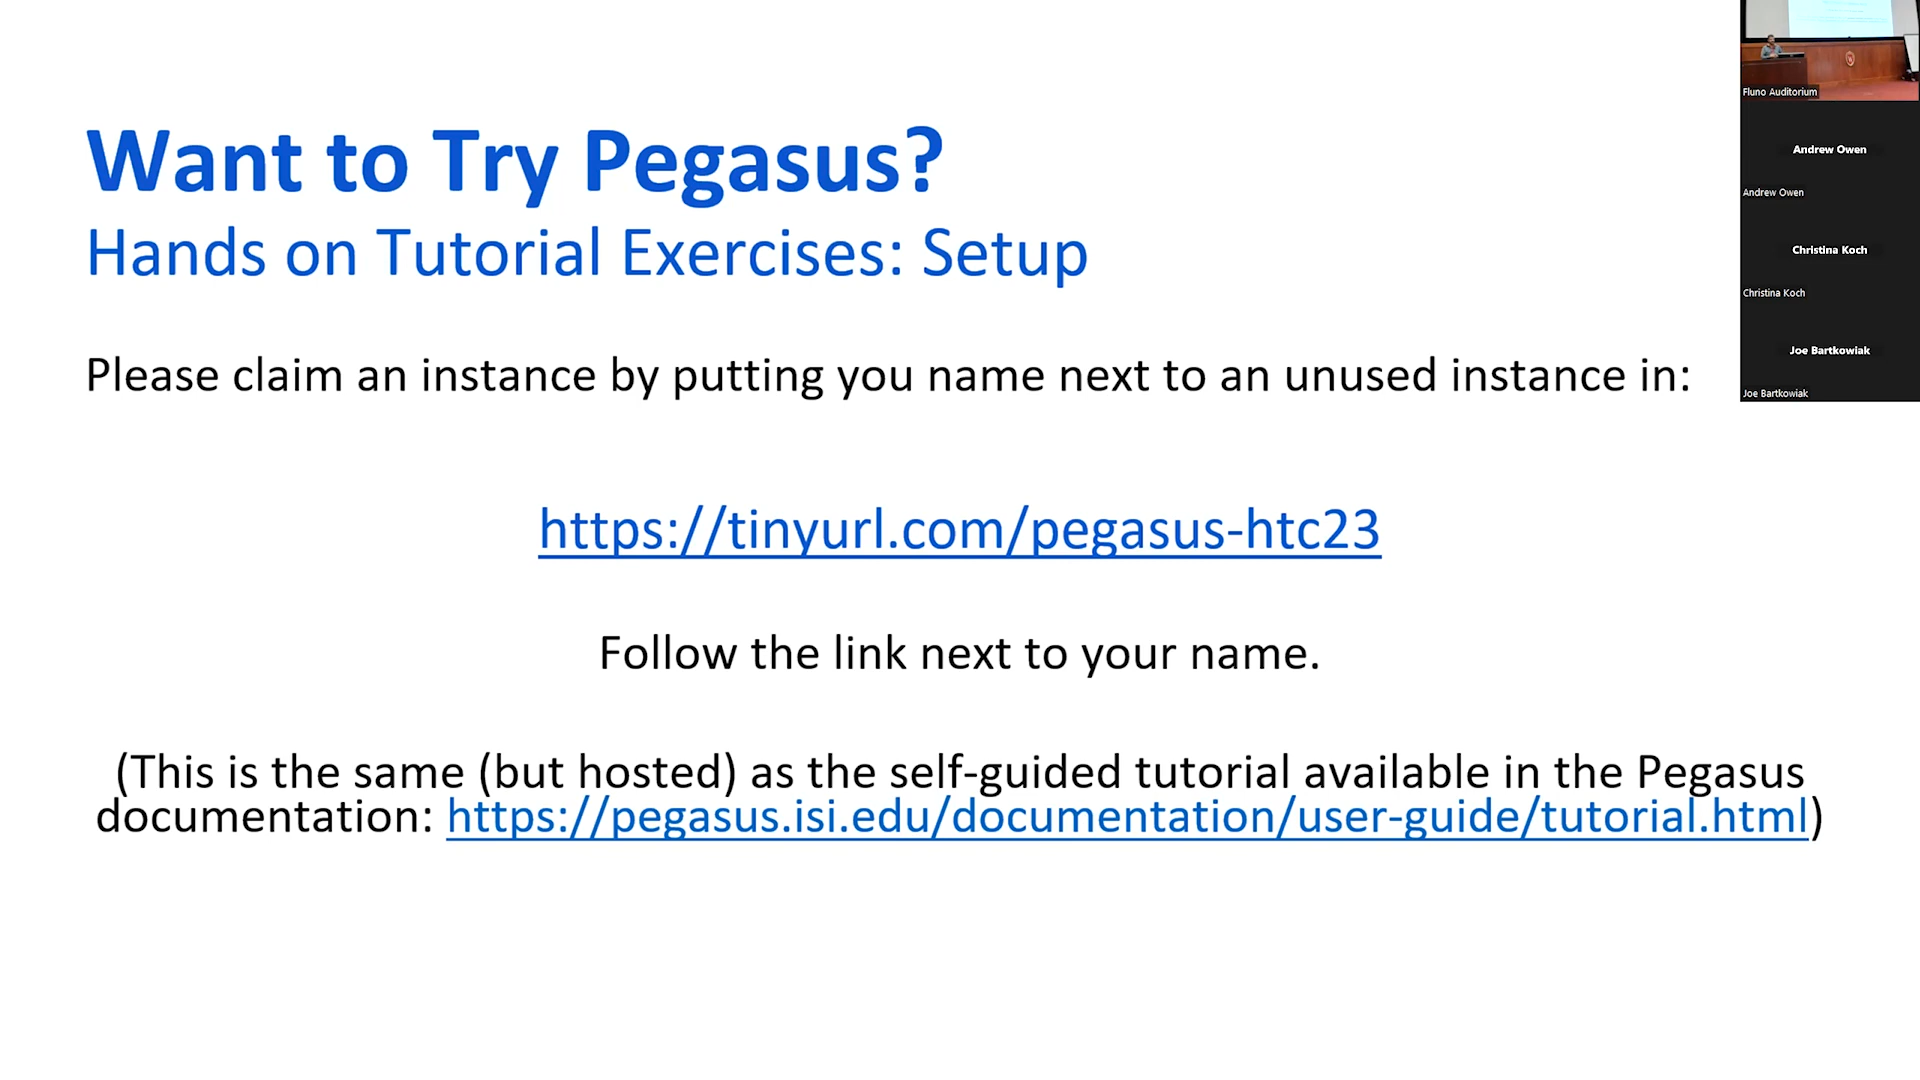 Want to Try Pegasus?
Hands on Tutorial Exercises: Setup
Please claim an instance by putting you name next to an unused instance in:
https://tinyurl.com/pegasus-htc23
Follow the link next to your name.
(This is the same (but hosted) as the self-guided tutorial available in the Pegasus
documentation: https://pegasus.isi.edu/documentation/user-guide/tutorial.html)
Fluno Auditorium
Andrew Owen
Andrew Owen
Christina Koch
Christina Koch
Joe Bartkowiak
Joe Bartkowiak